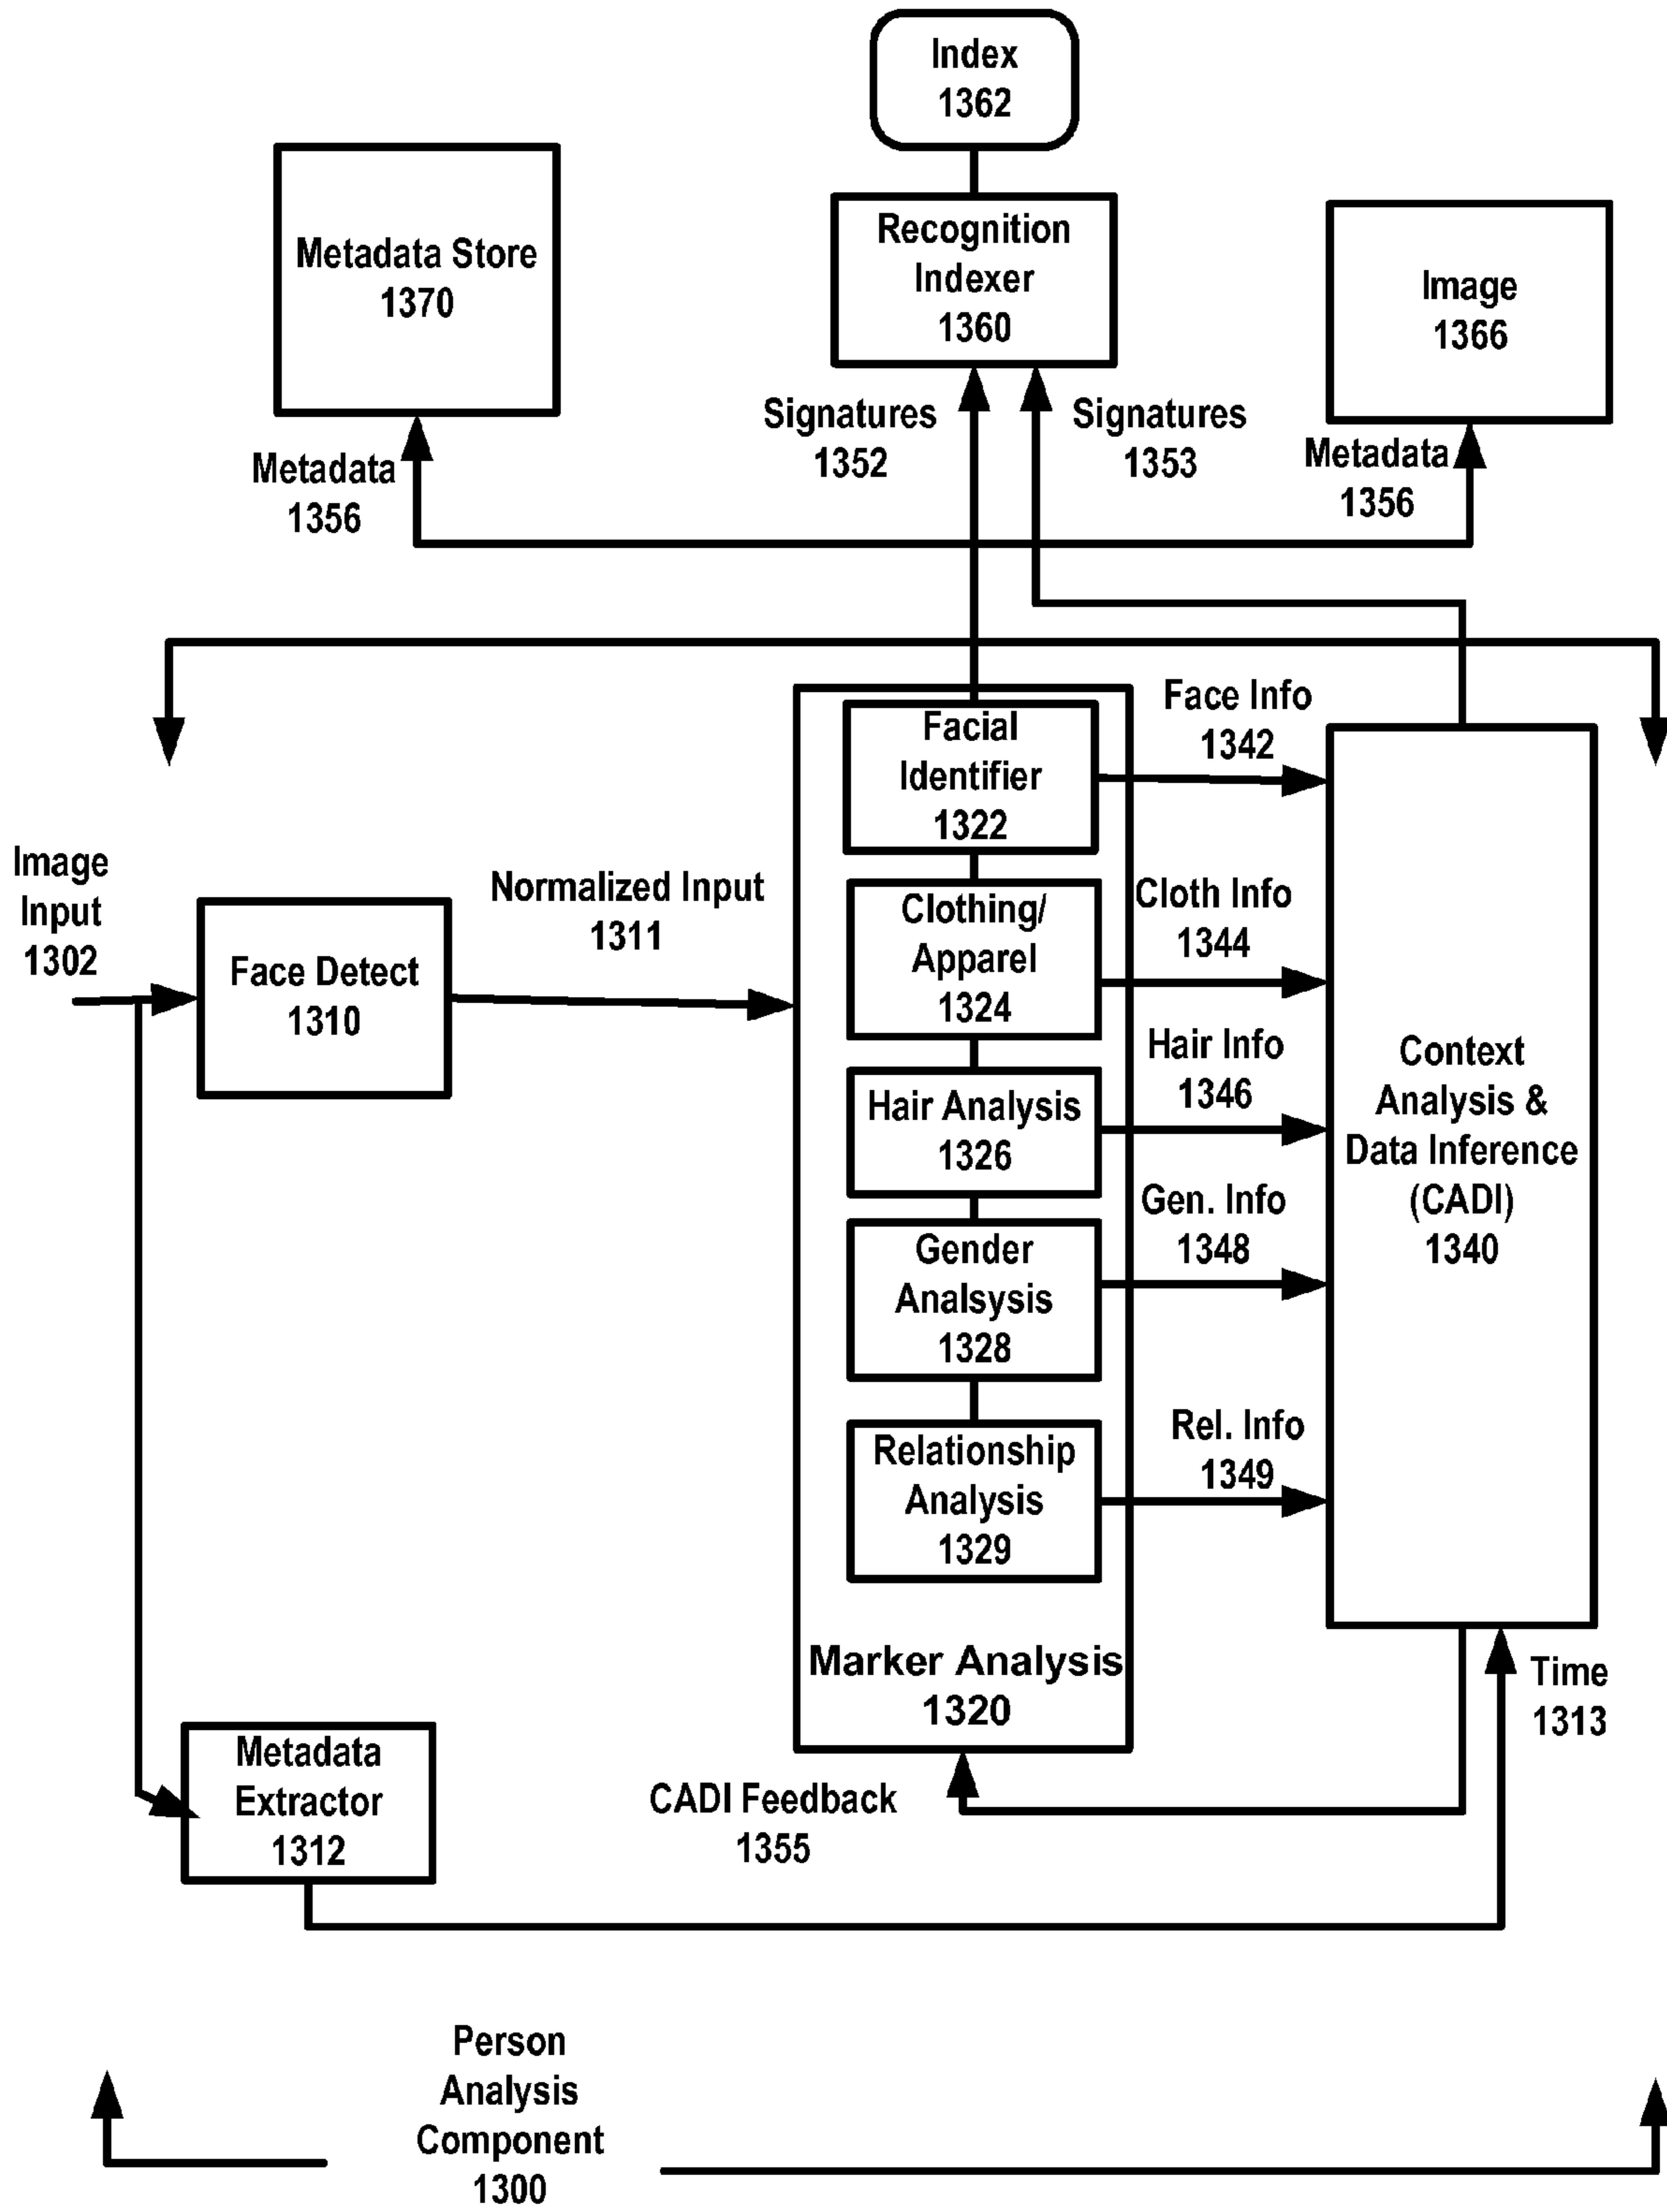 Index
1362
Metadata Store
1370
Recognition
Indexer
1360
Image
1366
Signatures
1352
Signatures
1353
Metadata
1356
Metadata
1356
Face Info
1342
Facial
Identifier
1322
Image
Input
1302
Normalized Input
1311
Face Detect
1310
Clothing/
Apparel
1324
Cloth Info
1344
Hair Info
1346
Hair Analysis
1326
Context
Analysis &
Data Inference
(CADI)
1340
Gen. Info
1348
Gender
Analsysis
1328
Rel. Info
1349
Relationship
Analysis
1329
Marker Analysis
1320
Time
1313
Metadata
Extractor
1312
CADI Feedback
1355
Person
Analysis
Component
1300